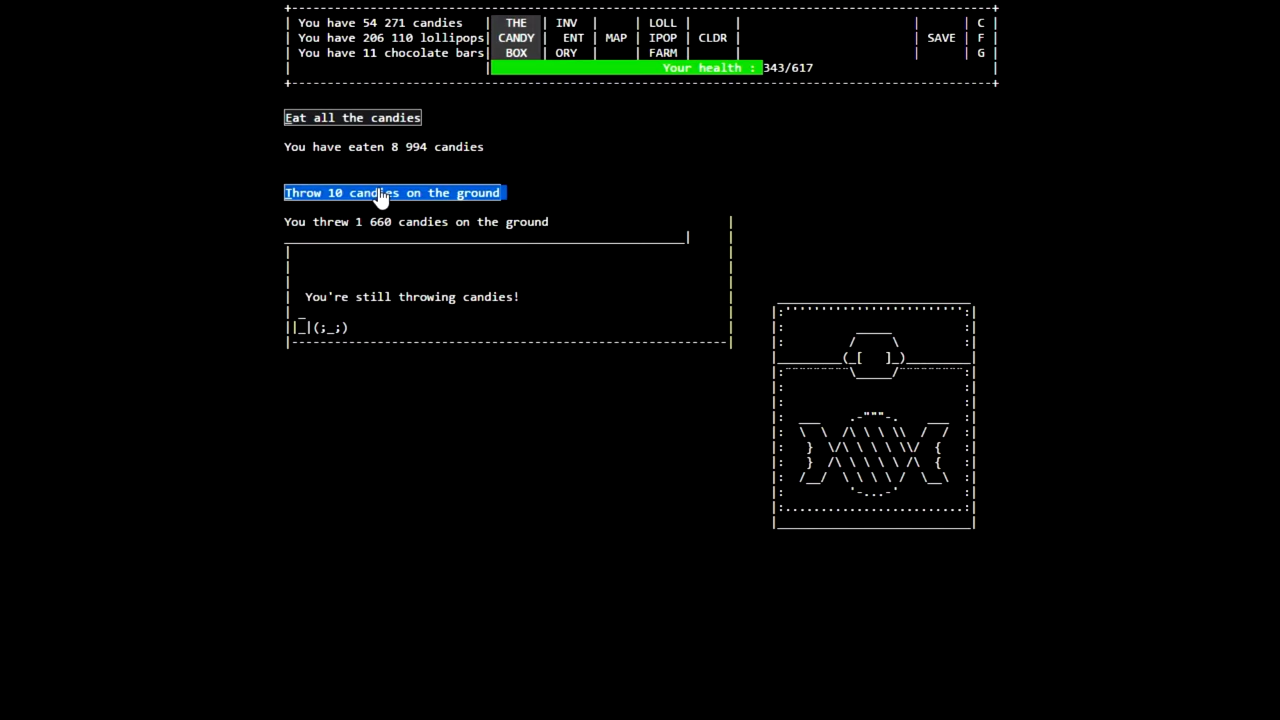 You have 54 271 candies THE INV LOLL C
You have 206 110 lollipops CANDY ENT MAP IPOP CLDR SAVE F
You have 11 chocolate bars BOX ORY FARM G
Your health : 343/617
Eat all the candies
You have eaten 8 994 candies
Throw 10 candies on the ground
You threw 1 660 candies on the ground
You're still throwing candies!
(;_;)